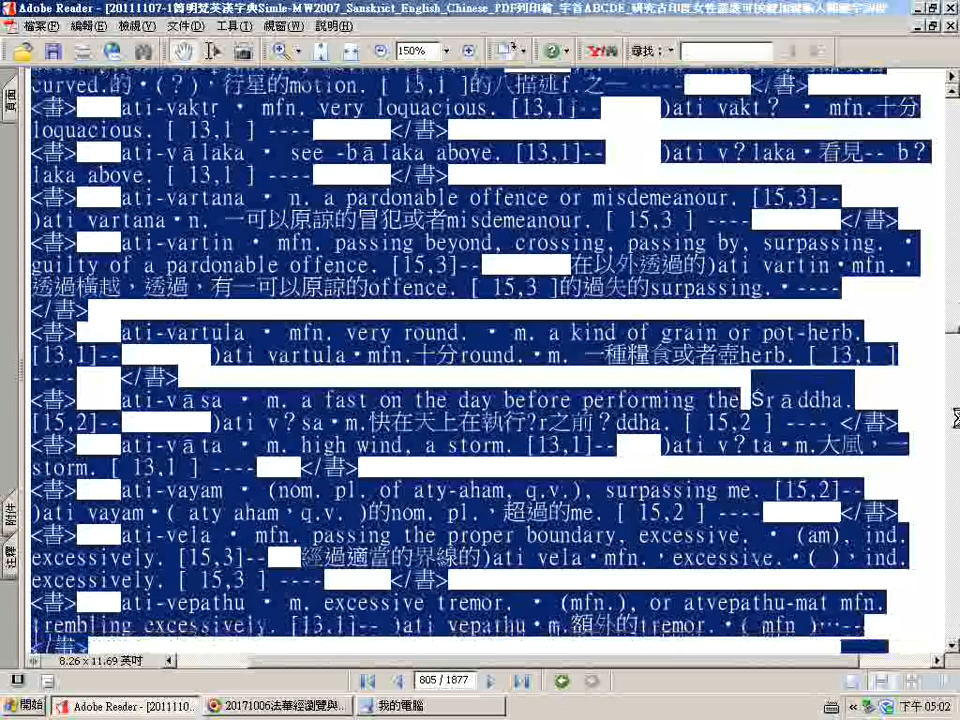 Adobe Reader - [20111107-1簡明梵英漢字典Simle-MW2007_Sanskrict_English_Chinese_PDF列印檔_字首ABCDE_
檔案(F) 編輯(E) 檢視(V) 文件(D) 工具(T) 視窗(W) 說明(H)
150% 尋找：
頁面
curved.的‧(？)，行星的motion. [ 13,1 ]的八描述f.之一 ---- </書>
<書> ati-vaktṛ ‧ mfn. very loquacious. [13,1]-- )ati vakt？ ‧ mfn.十分
loquacious. [ 13,1 ] ---- </書>
<書> ati-vālaka ‧ see -bālaka above. [13,1]-- )ati v？laka‧看見-- b？
laka above. [ 13,1 ] ---- </書>
<書> ati-vartana ‧ n. a pardonable offence or misdemeanour. [15,3]--
)ati vartana‧n. 一可以原諒的冒犯或者misdemeanour. [ 15,3 ] ---- </書>
<書> ati-vartin ‧ mfn. passing beyond, crossing, passing by, surpassing. ‧
guilty of a pardonable offence. [15,3]-- 在以外透過的)ati vartin‧mfn.，
透過橫越，透過，有一可以原諒的offence. [ 15,3 ]的過失的surpassing.‧----
</書>
<書> ati-vartula ‧ mfn. very round. ‧ m. a kind of grain or pot-herb.
[13,1]-- )ati vartula‧mfn.十分round.‧m. 一種糧食或者壺herb. [ 13,1 ]
---- </書>
<書> ati-vāsa ‧ m. a fast on the day before performing the Śrāddha.
[15,2]-- )ati v？sa‧m.快在天上在執行?r之前？ddha. 15,2 ] ---- </書>
<書> ati-vāta ‧ m. high wind, a storm. [13,1]-- )ati v？ta‧m.大風，一
storm. [ 13,1 ] ---- </書>
<書> ati-vayam ‧ (nom. pl. of aty-aham, q.v.), surpassing me. [15,2]--
)ati vayam‧( aty aham，q.v. )的nom. pl.，超過的me. [ 15,2 ] ---- </書>
<書> ati-vela ‧ mfn. passing the proper boundary, excessive. ‧ (am), ind.
excessively. [15,3]-- 經過適當的界線的)ati vela‧mfn.，excessive.‧( )，ind.
excessively. [ 15,3 ] ---- </書>
<書> ati-vepathu ‧ m. excessive tremor. ‧ (mfn.), or atvepathu-mat mfn.
trembling excessively. [13,1]-- )ati vepathu‧m.額外的tremor.‧( mfn )…--
</書>
附件
注釋
8.26 x 11.69 英吋
805 / 1877
開始 Adobe Reader - [2011110... 20171006法華經瀏覽與... 我的電腦 下午 05:02